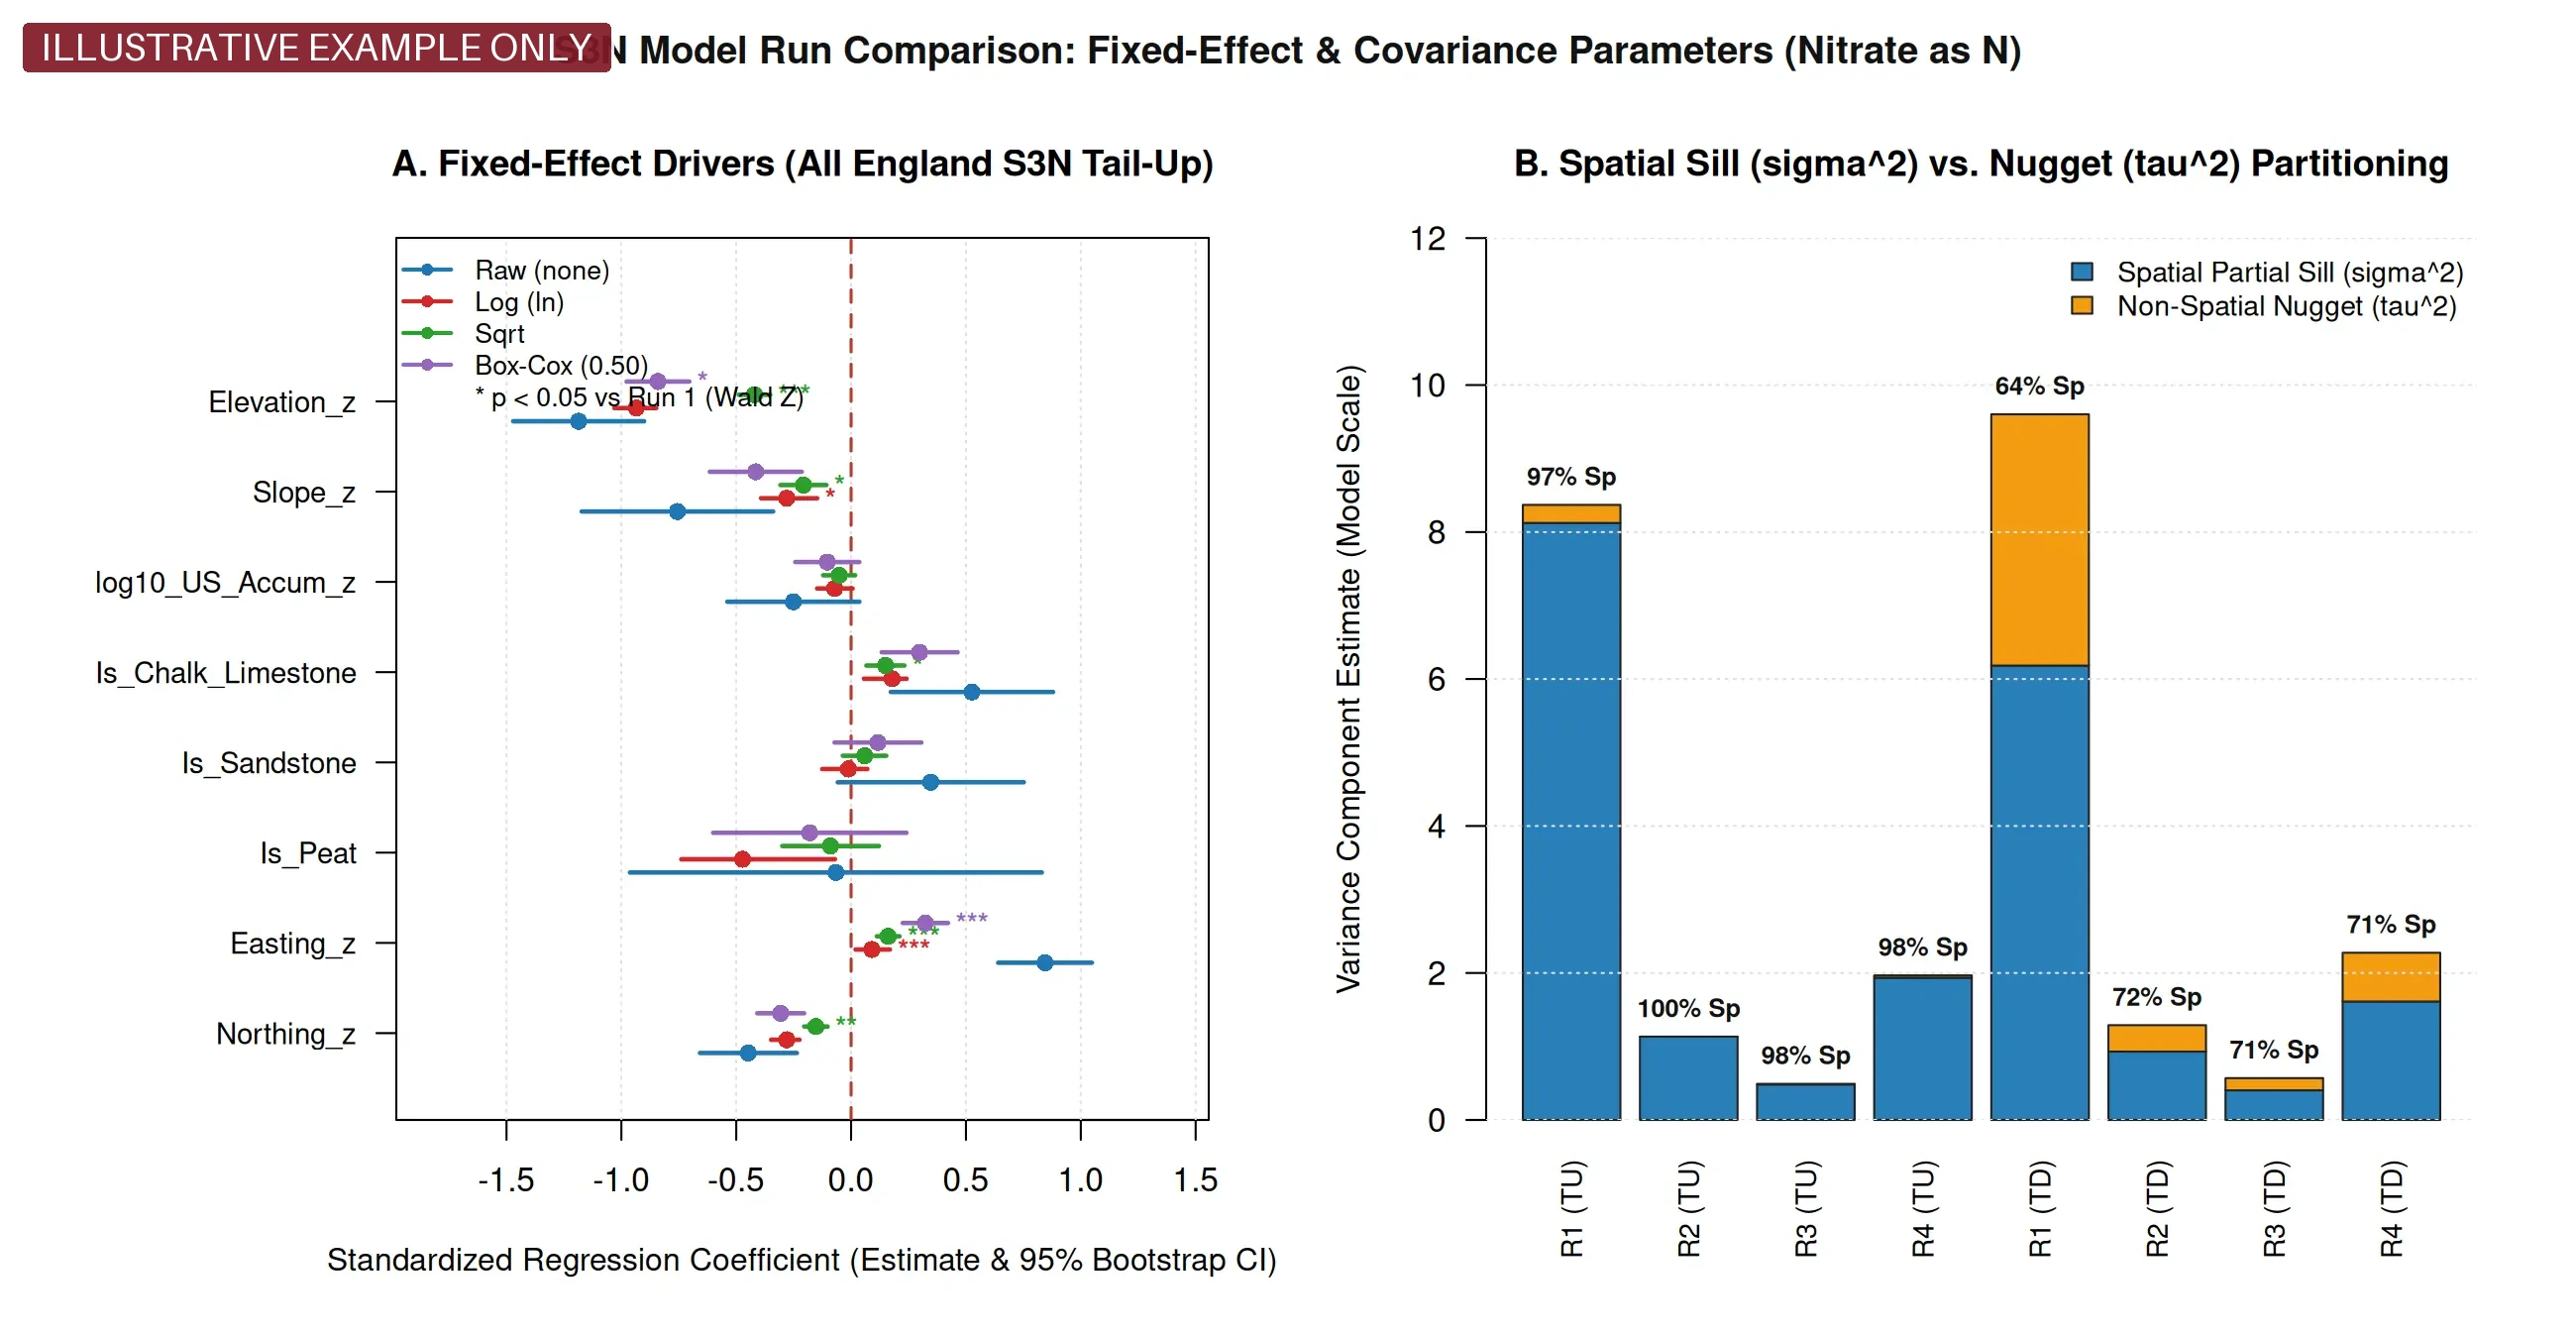 ILLUSTRATIVE EXAMPLE ONLY
S3N Model Run Comparison: Fixed-Effect & Covariance Parameters (Nitrate as N)
A. Fixed-Effect Drivers (All England S3N Tail-Up)
Raw (none)
Log (ln)
Sqrt
Box-Cox (0.50)
* p < 0.05 vs Run 1 (Wald Z)
Elevation_z
*
***
Slope_z
*
*
log10_US_Accum_z
Is_Chalk_Limestone
*
Is_Sandstone
Is_Peat
Easting_z
***
***
***
Northing_z
**
-1.5 -1.0 -0.5 0.0 0.5 1.0 1.5
Standardized Regression Coefficient (Estimate & 95% Bootstrap CI)
B. Spatial Sill (sigma^2) vs. Nugget (tau^2) Partitioning
Variance Component Estimate (Model Scale)
12
10
8
6
4
2
0
Spatial Partial Sill (sigma^2)
Non-Spatial Nugget (tau^2)
97% Sp
100% Sp
98% Sp
98% Sp
64% Sp
72% Sp
71% Sp
71% Sp
R1 (TU)
R2 (TU)
R3 (TU)
R4 (TU)
R1 (TD)
R2 (TD)
R3 (TD)
R4 (TD)